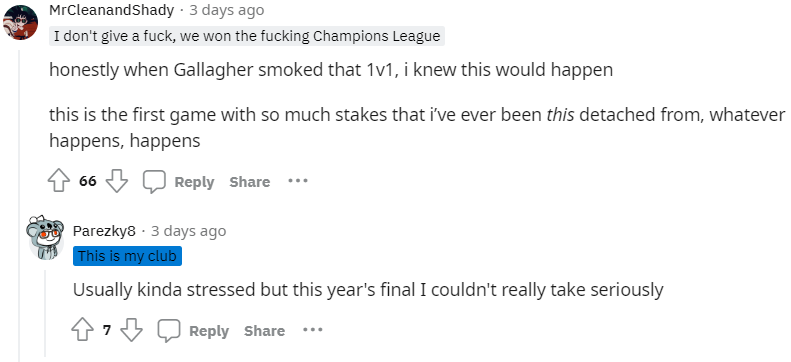 MrCleanandShady · 3 days ago
I don't give a fuck, we won the fucking Champions League
honestly when Gallagher smoked that 1v1, i knew this would happen
this is the first game with so much stakes that i've ever been this detached from, whatever
happens, happens
66 Reply Share ···
Parezky8 · 3 days ago
This is my club
Usually kinda stressed but this year's final I couldn't really take seriously
7 Reply Share ···